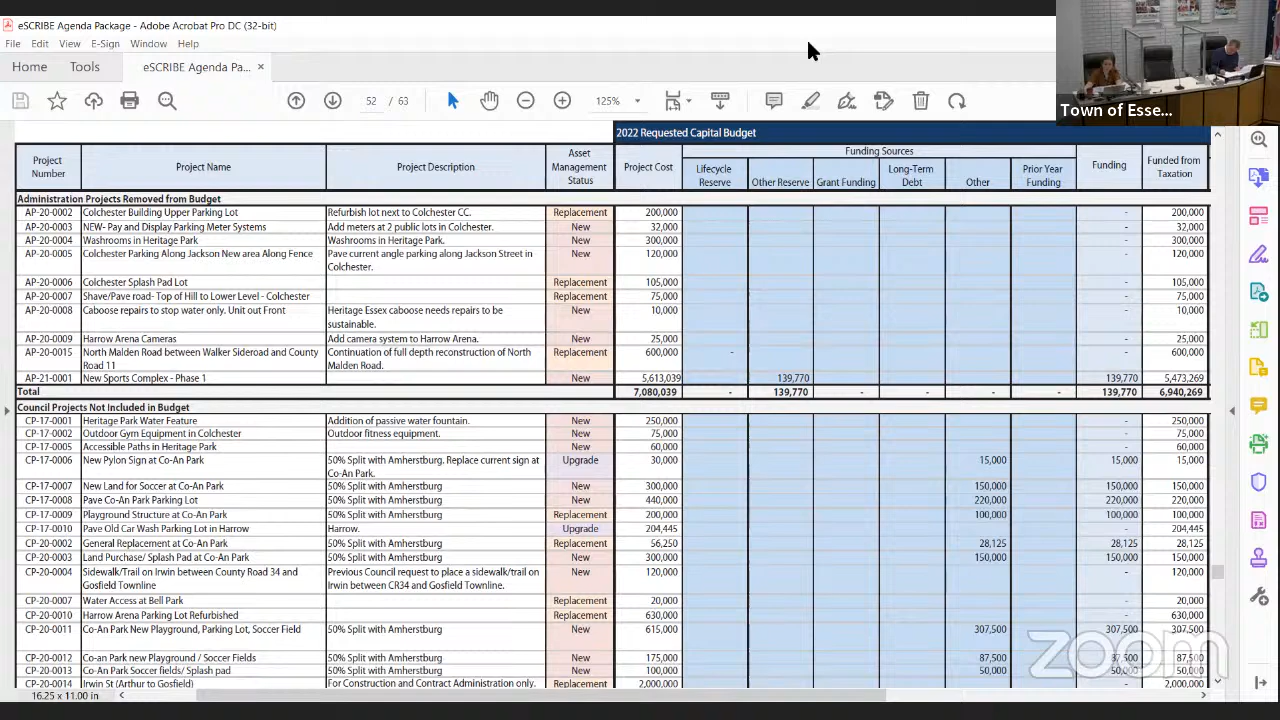 eSCRIBE Agenda Package - Adobe Acrobat Pro DC (32-bit)
File Edit View E-Sign Window Help
Home Tools eSCRIBE Agenda Pa... ×
52 / 63 125%
Town of Esse...
2022 Requested Capital Budget
Project Number Project Name Project Description Asset Management Status Project Cost Funding Sources Lifecycle Reserve Other Reserve Grant Funding Long-Term Debt Other Prior Year Funding Funding Funded from Taxation
Administration Projects Removed from Budget
AP-20-0002 Colchester Building Upper Parking Lot Refurbish lot next to Colchester CC. Replacement 200,000 - 200,000
AP-20-0003 NEW- Pay and Display Parking Meter Systems Add meters at 2 public lots in Colchester. New 32,000 - 32,000
AP-20-0004 Washrooms in Heritage Park Washrooms in Heritage Park. New 300,000 - 300,000
AP-20-0005 Colchester Parking Along Jackson New area Along Fence Pave current angle parking along Jackson Street in New 120,000 - 120,000
Colchester.
AP-20-0006 Colchester Splash Pad Lot Replacement 105,000 - 105,000
AP-20-0007 Shave/Pave road- Top of Hill to Lower Level - Colchester Replacement 75,000 - 75,000
AP-20-0008 Caboose repairs to stop water only. Unit out Front Heritage Essex caboose needs repairs to be New 10,000 - 10,000
sustainable.
AP-20-0009 Harrow Arena Cameras Add camera system to Harrow Arena. New 25,000 - 25,000
AP-20-0015 North Malden Road between Walker Sideroad and County Continuation of full depth reconstruction of North Replacement 600,000 - - 600,000
Road 11 Malden Road.
AP-21-0001 New Sports Complex - Phase 1 New 5,613,039 139,770 139,770 5,473,269
Total 7,080,039 - 139,770 - - - - 139,770 6,940,269
Council Projects Not Included in Budget
CP-17-0001 Heritage Park Water Feature Addition of passive water fountain. New 250,000 - 250,000
CP-17-0002 Outdoor Gym Equipment in Colchester Outdoor fitness equipment. New 75,000 - 75,000
CP-17-0005 Accessible Paths in Heritage Park New 60,000 - 60,000
CP-17-0006 New Pylon Sign at Co-An Park 50% Split with Amherstburg. Replace current sign at Upgrade 30,000 15,000 15,000 15,000
Co-An Park.
CP-17-0007 New Land for Soccer at Co-An Park 50% Split with Amherstburg New 300,000 150,000 150,000 150,000
CP-17-0008 Pave Co-An Park Parking Lot 50% Split with Amherstburg New 440,000 220,000 220,000 220,000
CP-17-0009 Playground Structure at Co-An Park 50% Split with Amherstburg Replacement 200,000 100,000 100,000 100,000
CP-17-0010 Pave Old Car Wash Parking Lot in Harrow Harrow. Upgrade 204,445 - 204,445
CP-20-0002 General Replacement at Co-An Park 50% Split with Amherstburg Replacement 56,250 28,125 28,125 28,125
CP-20-0003 Land Purchase/ Splash Pad at Co-An Park 50% Split with Amherstburg New 300,000 150,000 150,000 150,000
CP-20-0004 Sidewalk/Trail on Irwin between County Road 34 and Previous Council request to place a sidewalk/trail on New 120,000 - 120,000
Gosfield Townline Irwin between CR34 and Gosfield Townline.
CP-20-0007 Water Access at Bell Park Replacement 20,000 - 20,000
CP-20-0010 Harrow Arena Parking Lot Refurbished Replacement 630,000 - 630,000
CP-20-0011 Co-An Park New Playground, Parking Lot, Soccer Field 50% Split with Amherstburg New 615,000 307,500 307,500 307,500
CP-20-0012 Co-an Park new Playground / Soccer Fields 50% Split with Amherstburg New 175,000 87,500 87,500 87,500
CP-20-0013 Co-An Park Soccer fields/ Splash pad 50% Split with Amherstburg New 100,000 50,000 50,000 50,000
CP-20-0014 Irwin St (Arthur to Gosfield) For Construction and Contract Administration only. Replacement 2,000,000 - 2,000,000
zoom
16.25 x 11.00 in